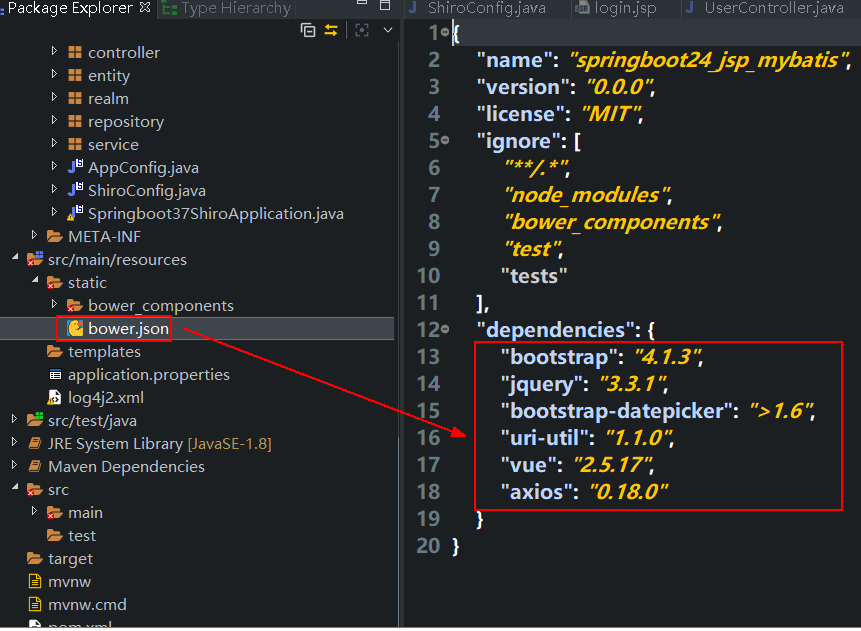 Package Explorer
Type Hierarchy
controller
entity
realm
repository
service
AppConfig.java
ShiroConfig.java
Springboot37ShiroApplication.java
META-INF
src/main/resources
static
bower_components
bower.json
templates
application.properties
log4j2.xml
src/test/java
JRE System Library [JavaSE-1.8]
Maven Dependencies
src
main
test
target
mvnw
mvnw.cmd
pom.xml
ShiroConfig.java
login.jsp
UserController.java
1 {
2 "name": "springboot24_jsp_mybatis",
3 "version": "0.0.0",
4 "license": "MIT",
5 "ignore": [
6 "**/.*",
7 "node_modules",
8 "bower_components",
9 "test",
10 "tests"
11 ],
12 "dependencies": {
13 "bootstrap": "4.1.3",
14 "jquery": "3.3.1",
15 "bootstrap-datepicker": ">1.6",
16 "uri-util": "1.1.0",
17 "vue": "2.5.17",
18 "axios": "0.18.0"
19 }
20 }